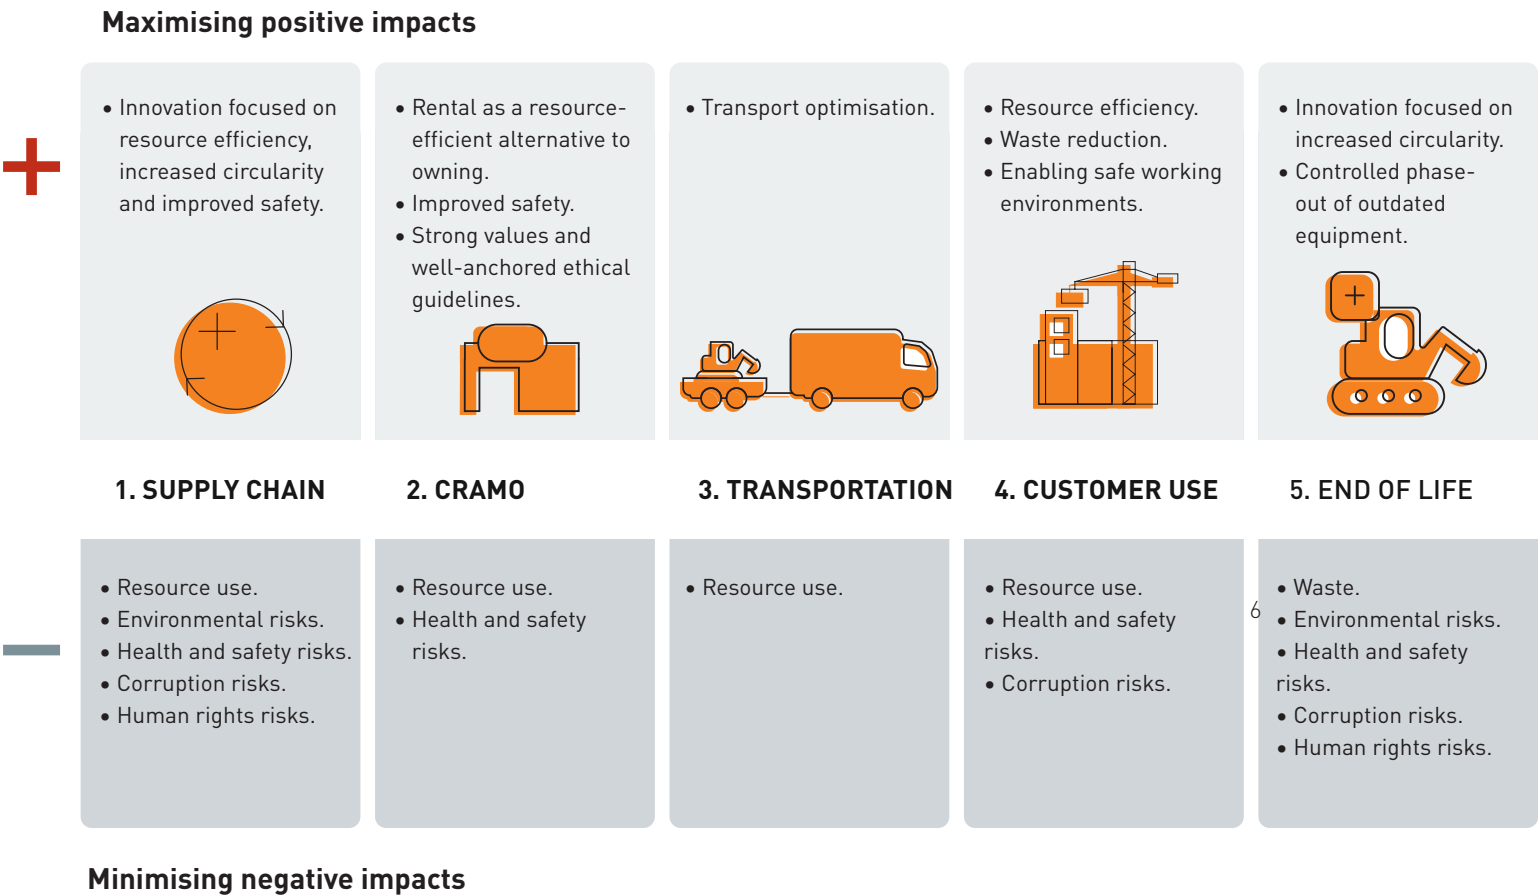 Maximising positive impacts
• Innovation focused on
resource efficiency,
increased circularity
and improved safety.
• Rental as a resource-
efficient alternative to
owning.
• Improved safety.
• Strong values and
well-anchored ethical
guidelines.
• Transport optimisation.
• Resource efficiency.
• Waste reduction.
• Enabling safe working
environments.
• Innovation focused on
increased circularity.
• Controlled phase-
out of outdated
equipment.
1. SUPPLY CHAIN
2. CRAMO
3. TRANSPORTATION
4. CUSTOMER USE
5. END OF LIFE
• Resource use.
• Environmental risks.
• Health and safety risks.
• Corruption risks.
• Human rights risks.
• Resource use.
• Health and safety
risks.
• Resource use.
• Resource use.
• Health and safety
risks.
• Corruption risks.
6
• Waste.
• Environmental risks.
• Health and safety
risks.
• Corruption risks.
• Human rights risks.
Minimising negative impacts